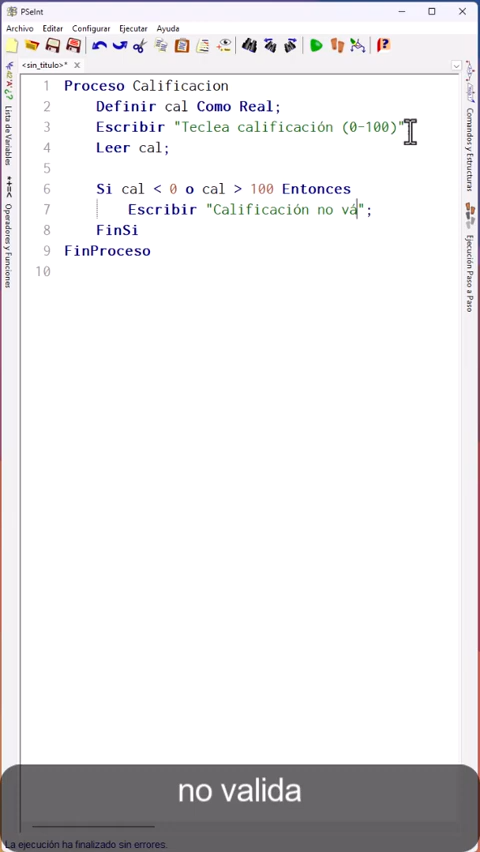 PSeInt
Archivo Editar Configurar Ejecutar Ayuda
<sin_titulo>*
1 Proceso Calificacion
2 Definir cal Como Real;
3 Escribir "Teclea calificación (0-100)"
4 Leer cal;
5
6 Si cal < 0 o cal > 100 Entonces
7 Escribir "Calificación no vá";
8 FinSi
9 FinProceso
10
Lista de Variables
Operadores y Funciones
Comandos y Estructuras
Ejecución Paso a Paso
no valida
La ejecución ha finalizado sin errores.